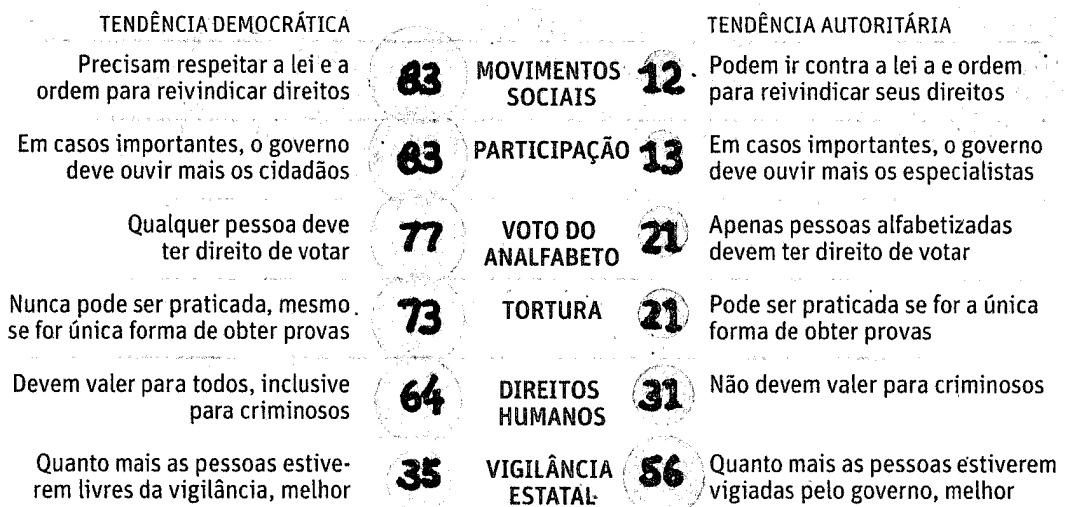 TENDÊNCIA DEMOCRÁTICA
TENDÊNCIA AUTORITÁRIA
Precisam respeitar a lei e a
ordem para reivindicar direitos
83
MOVIMENTOS
SOCIAIS
12
Podem ir contra a lei a e ordem
para reivindicar seus direitos
Em casos importantes, o governo
deve ouvir mais os cidadãos
83
PARTICIPAÇÃO
13
Em casos importantes, o governo
deve ouvir mais os especialistas
Qualquer pessoa deve
ter direito de votar
77
VOTO DO
ANALFABETO
21
Apenas pessoas alfabetizadas
devem ter direito de votar
Nunca pode ser praticada, mesmo
se for única forma de obter provas
73
TORTURA
21
Pode ser praticada se for a única
forma de obter provas
Devem valer para todos, inclusive
para criminosos
64
DIREITOS
HUMANOS
31
Não devem valer para criminosos
Quanto mais as pessoas estive-
rem livres da vigilância, melhor
35
VIGILÂNCIA
ESTATAL
56
Quanto mais as pessoas estiverem
vigiadas pelo governo, melhor